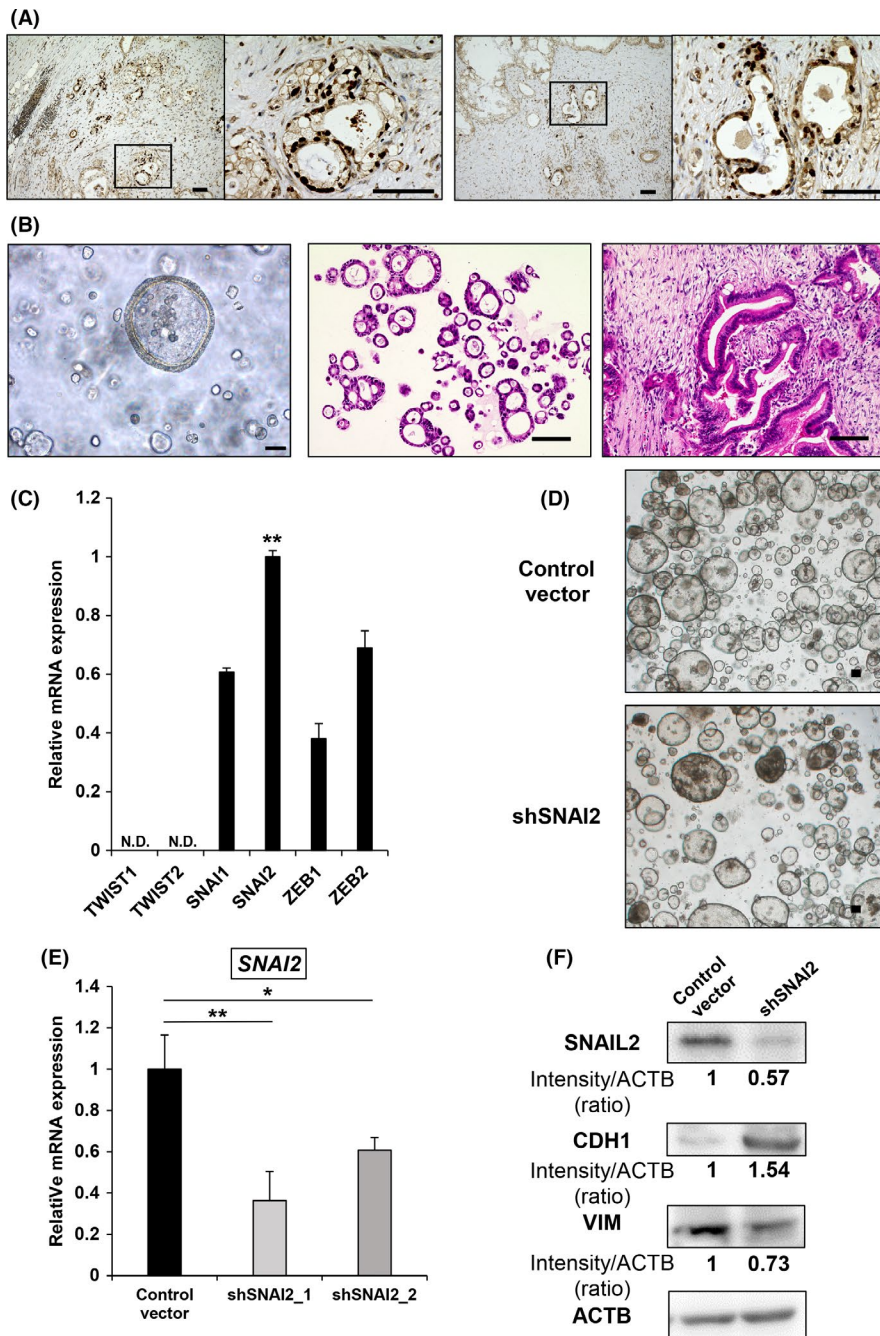 (A)
(B)
(C)
Relative mRNA expression
1.2
1
0.8
0.6
0.4
0.2
0
N.D.
N.D.
**
TWIST1
TWIST2
SNAI1
SNAI2
ZEB1
ZEB2
(D)
Control
vector
shSNAI2
(E)
SNAI2
RelatiVe mRNA expression
1.4
1.2
1
0.8
0.6
0.4
0.2
0
*
**
Control
vector
shSNAI2_1
shSNAI2_2
(F)
Control
vector
shSNAI2
SNAIL2
Intensity/ACTB 1 0.57
(ratio)
CDH1
Intensity/ACTB 1 1.54
(ratio)
VIM
Intensity/ACTB 1 0.73
(ratio)
ACTB